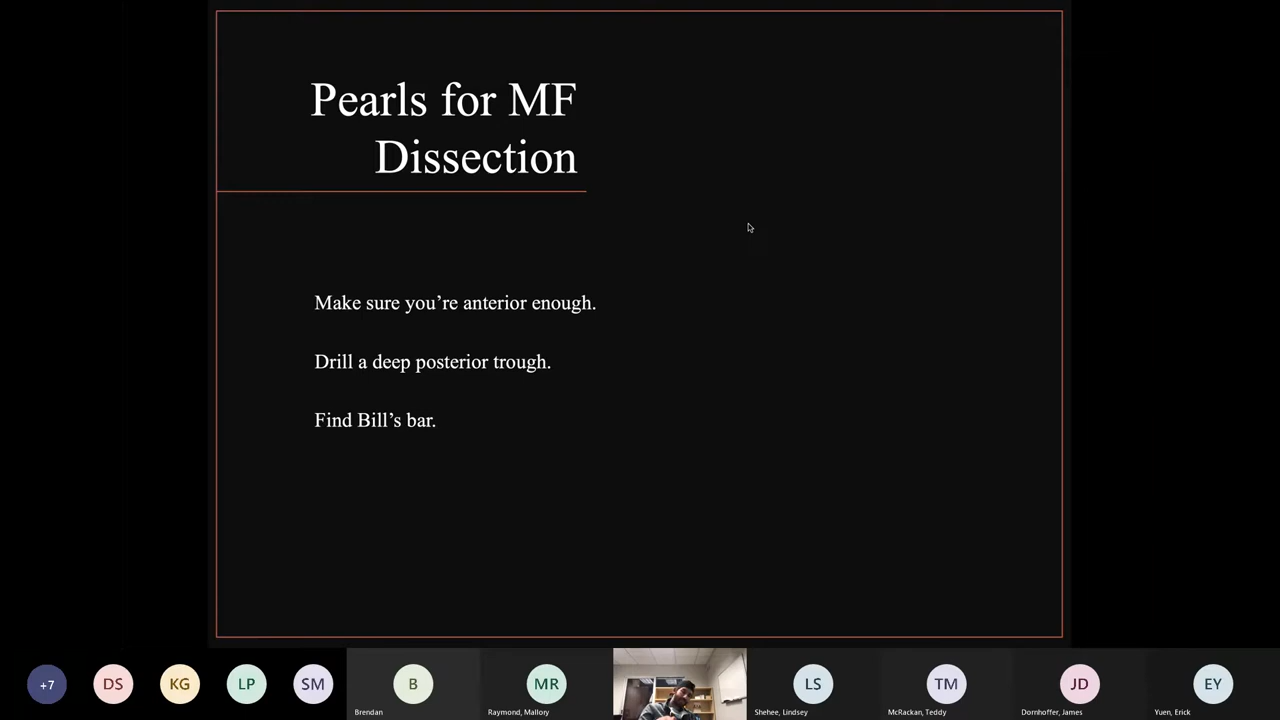 Pearls for MF
Dissection
Make sure you’re anterior enough.
Drill a deep posterior trough.
Find Bill’s bar.
+7
DS
KG
LP
SM
B
MR
LS
TM
JD
EY
Brendan
Raymond, Mallory
Shehee, Lindsey
McRackan, Teddy
Dornhoffer, James
Yuen, Erick